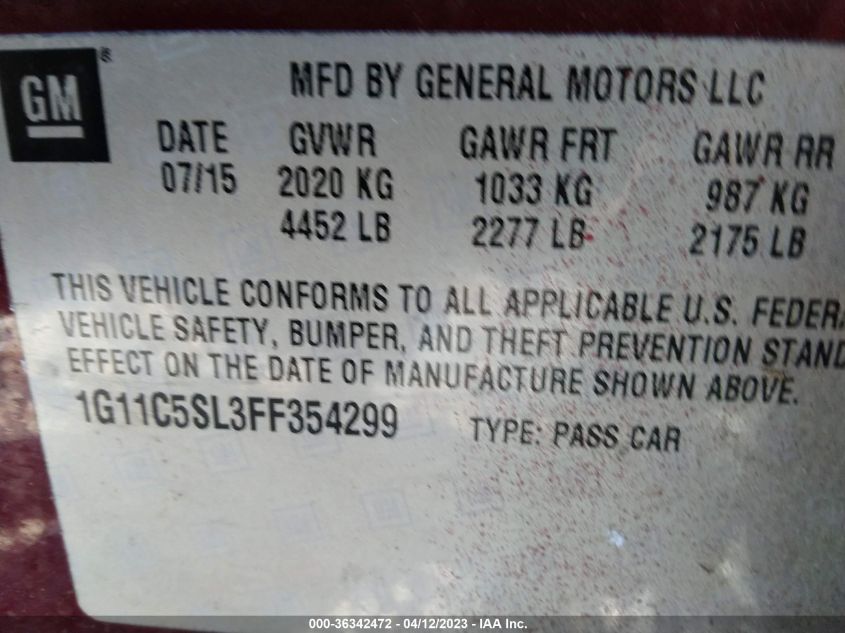 GM®
MFD BY GENERAL MOTORS LLC
DATE GVWR GAWR FRT GAWR RR
07/15 2020 KG 1033 KG 987 KG
4452 LB 2277 LB 2175 LB
THIS VEHICLE CONFORMS TO ALL APPLICABLE U.S. FEDERA
VEHICLE SAFETY, BUMPER, AND THEFT PREVENTION STAND
EFFECT ON THE DATE OF MANUFACTURE SHOWN ABOVE.
1G11C5SL3FF354299 TYPE: PASS CAR
000-36342472 - 04/12/2023 - IAA Inc.